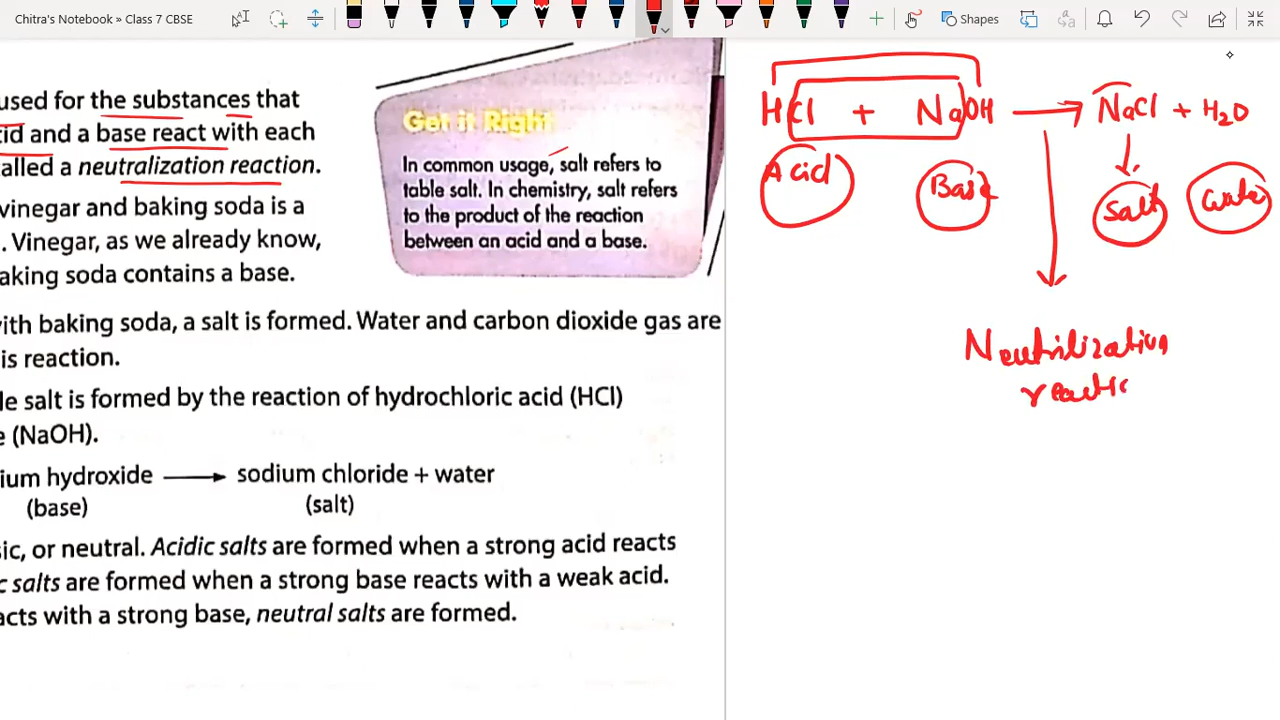 Chitra's Notebook » Class 7 CBSE
Shapes
used for the substances that
cid and a base react with each
alled a neutralization reaction.
vinegar and baking soda is a
. Vinegar, as we already know,
aking soda contains a base.
Get it Right
In common usage, salt refers to
table salt. In chemistry, salt refers
to the product of the reaction
between an acid and a base.
ith baking soda, a salt is formed. Water and carbon dioxide gas are
is reaction.
le salt is formed by the reaction of hydrochloric acid (HCl)
e (NaOH).
ium hydroxide ⟶ sodium chloride + water
(base) (salt)
ic, or neutral. Acidic salts are formed when a strong acid reacts
c salts are formed when a strong base reacts with a weak acid.
acts with a strong base, neutral salts are formed.
HCl + NaOH ⟶ NaCl + H₂O
Acid Base Salt Water
Neutrilization
reactio